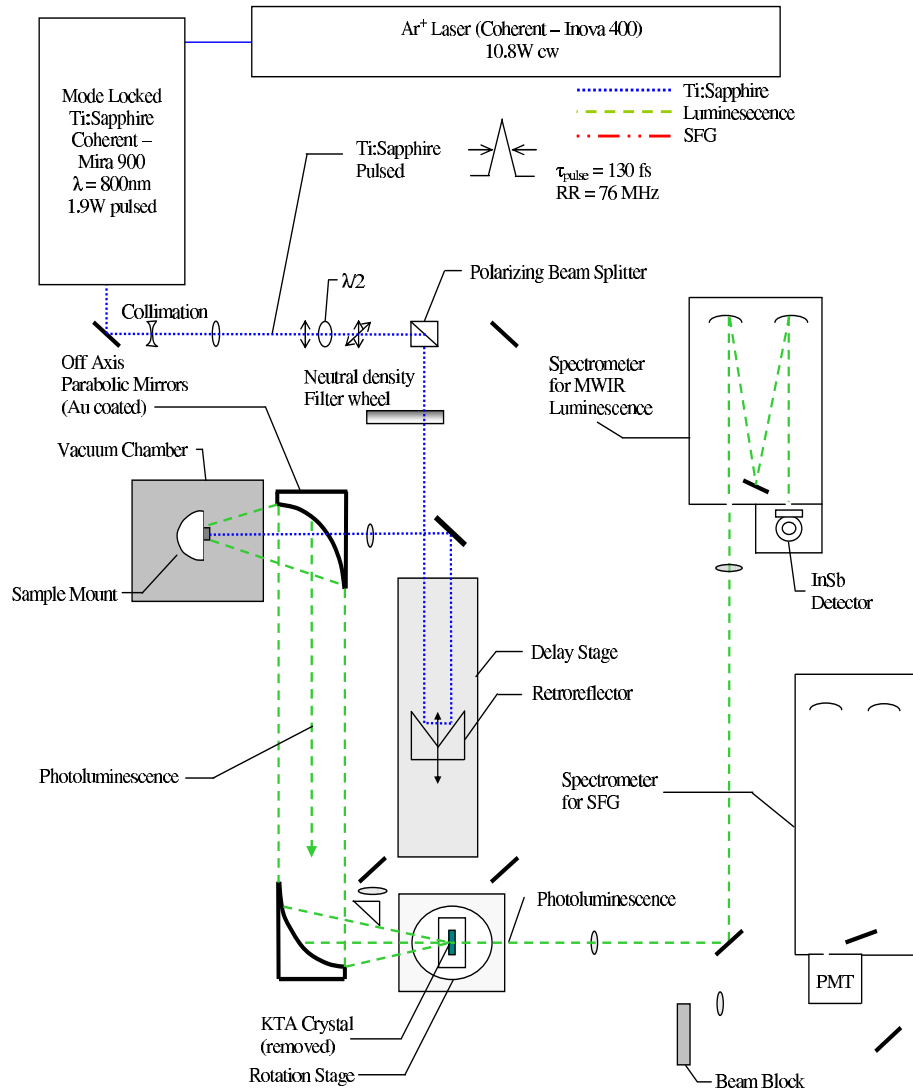 Ar+ Laser (Coherent – Inova 400)
10.8W cw
Mode Locked
Ti:Sapphire
Coherent –
Mira 900
λ = 800nm
1.9W pulsed
Ti:Sapphire
Luminesecence
SFG
Ti:Sapphire
Pulsed
τpulse = 130 fs
RR = 76 MHz
Polarizing Beam Splitter
λ/2
Collimation
Off Axis
Parabolic Mirrors
(Au coated)
Neutral density
Filter wheel
Spectrometer
for MWIR
Luminescence
Vacuum Chamber
Sample Mount
InSb
Detector
Delay Stage
Retroreflector
Photoluminescence
Spectrometer
for SFG
Photoluminescence
PMT
KTA Crystal
(removed)
Rotation Stage
Beam Block